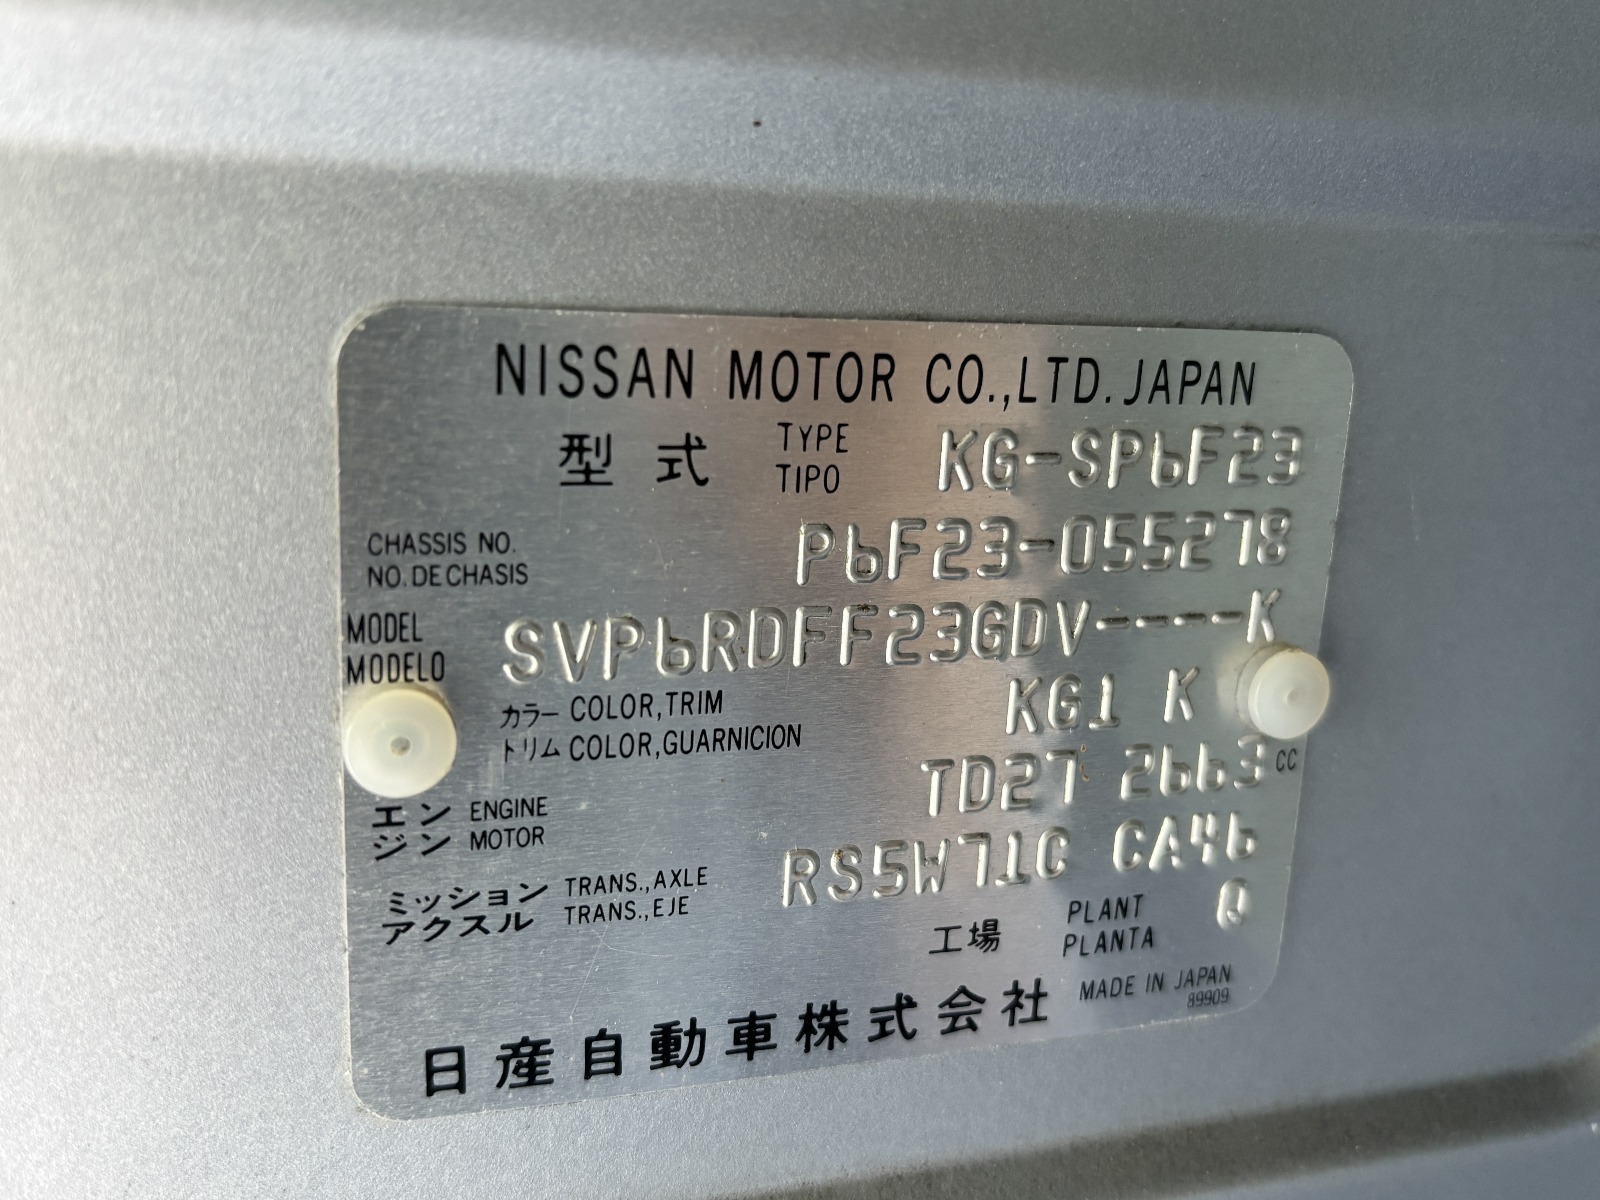 NISSAN MOTOR CO.,LTD. JAPAN
型式 TYPE TIPO KG-SP6F23
CHASSIS NO. P6F23-055278
NO. DE CHASIS
MODEL SVP6RDFF23GDV----K
MODELO
カラー COLOR,TRIM KG1 K
トリム COLOR,GUARNICION
エン ENGINE TD27 2663 CC
ジン MOTOR
ミッション TRANS.,AXLE RS5W71C CA46
アクスル TRANS.,EJE
工場 PLANT Q
PLANTA
MADE IN JAPAN
89909
日産自動車株式会社